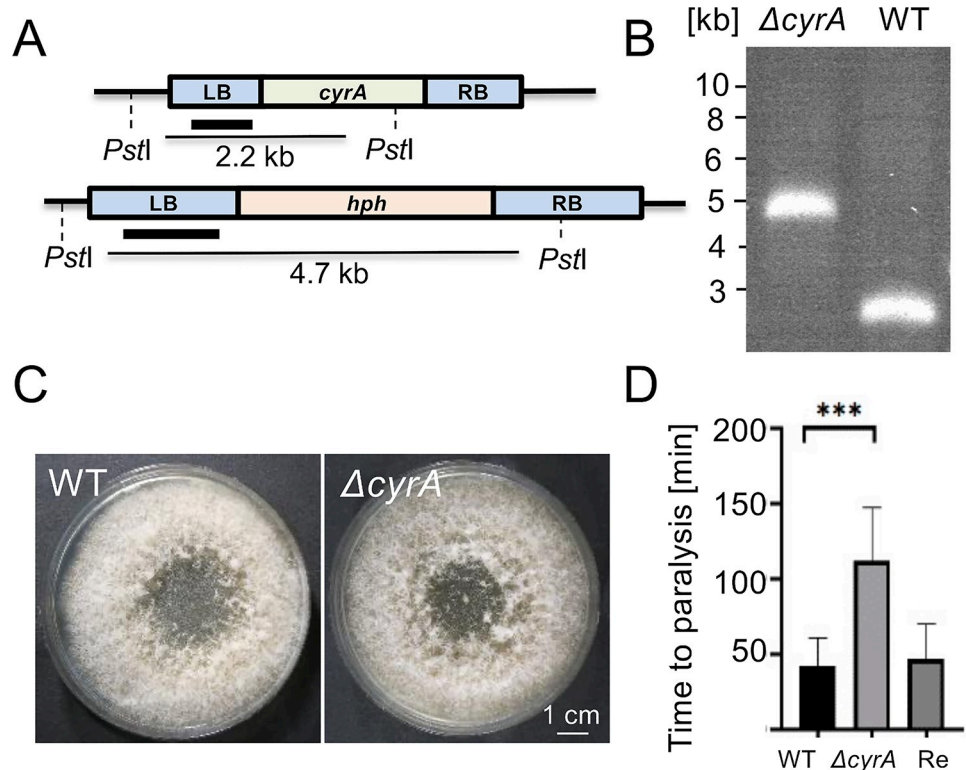 A
LB cyrA RB
PstI PstI
2.2 kb
LB hph RB
PstI PstI
4.7 kb
B
[kb] ΔcyrA WT
10
8
6
5
4
3
C
WT ΔcyrA
1 cm
D
Time to paralysis [min]
***
200
150
100
50
WT ΔcyrA Re